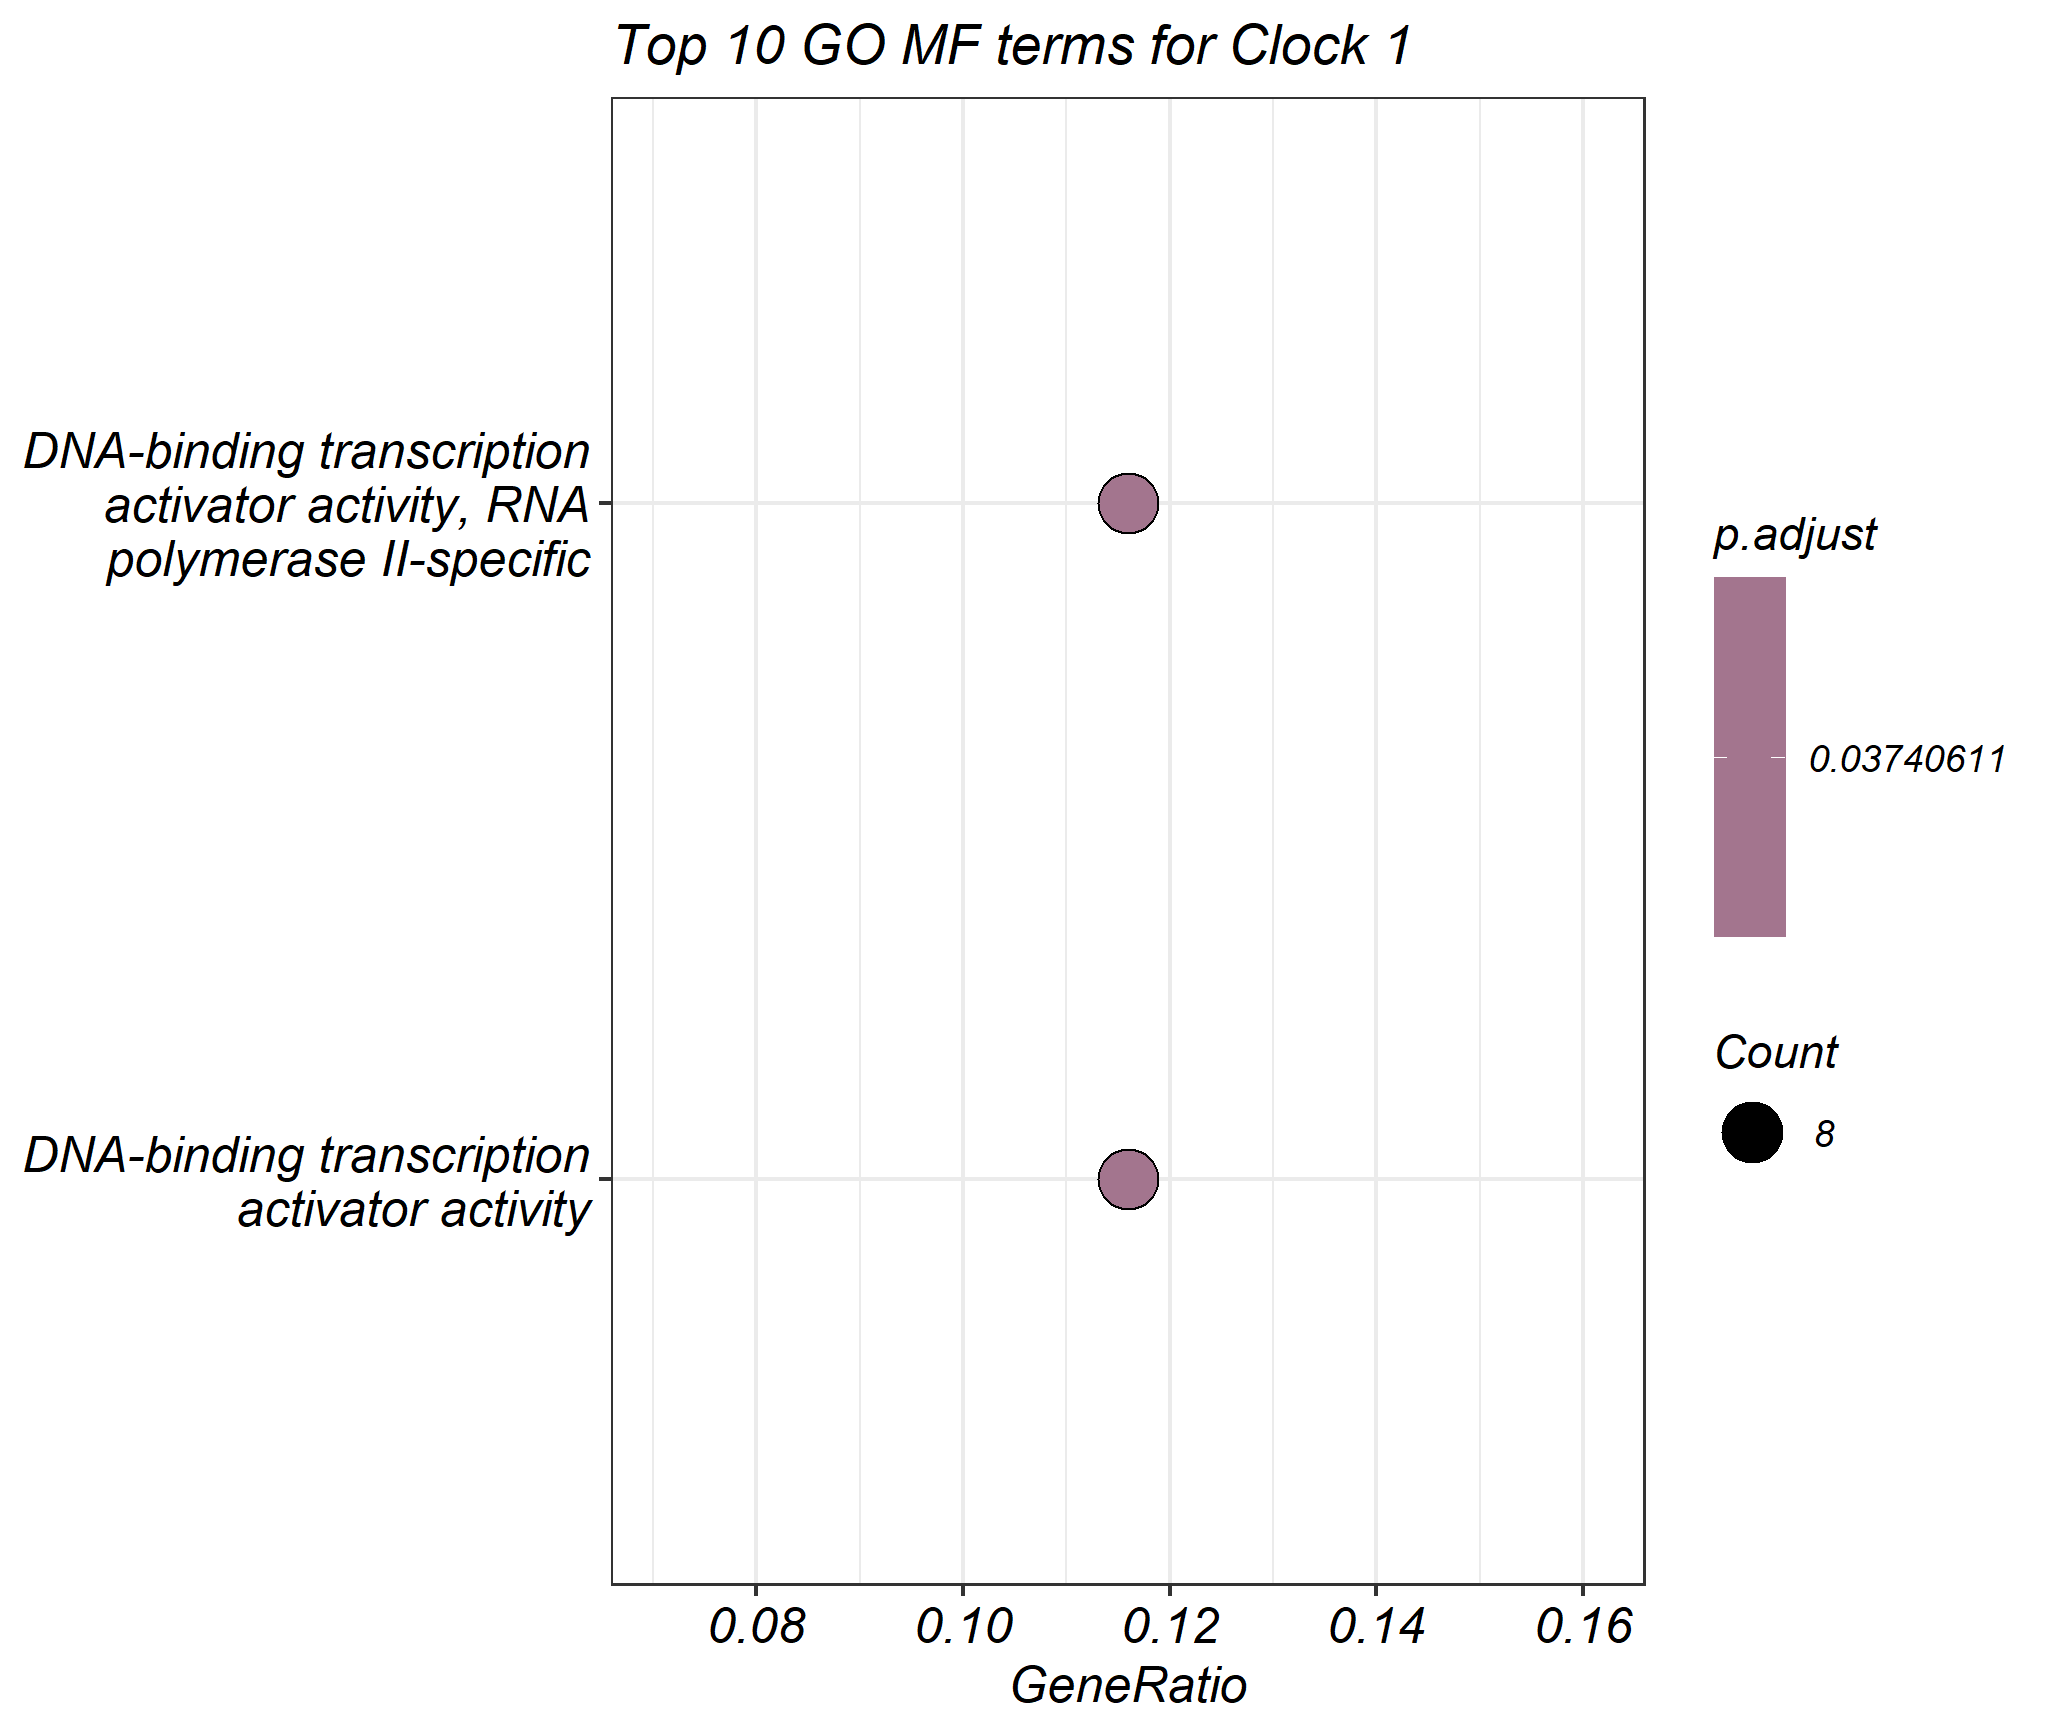 Top 10 GO MF terms for Clock 1
DNA-binding transcription
activator activity, RNA
polymerase II-specific
DNA-binding transcription
activator activity
0.08 0.10 0.12 0.14 0.16
GeneRatio
p.adjust
0.03740611
Count
8